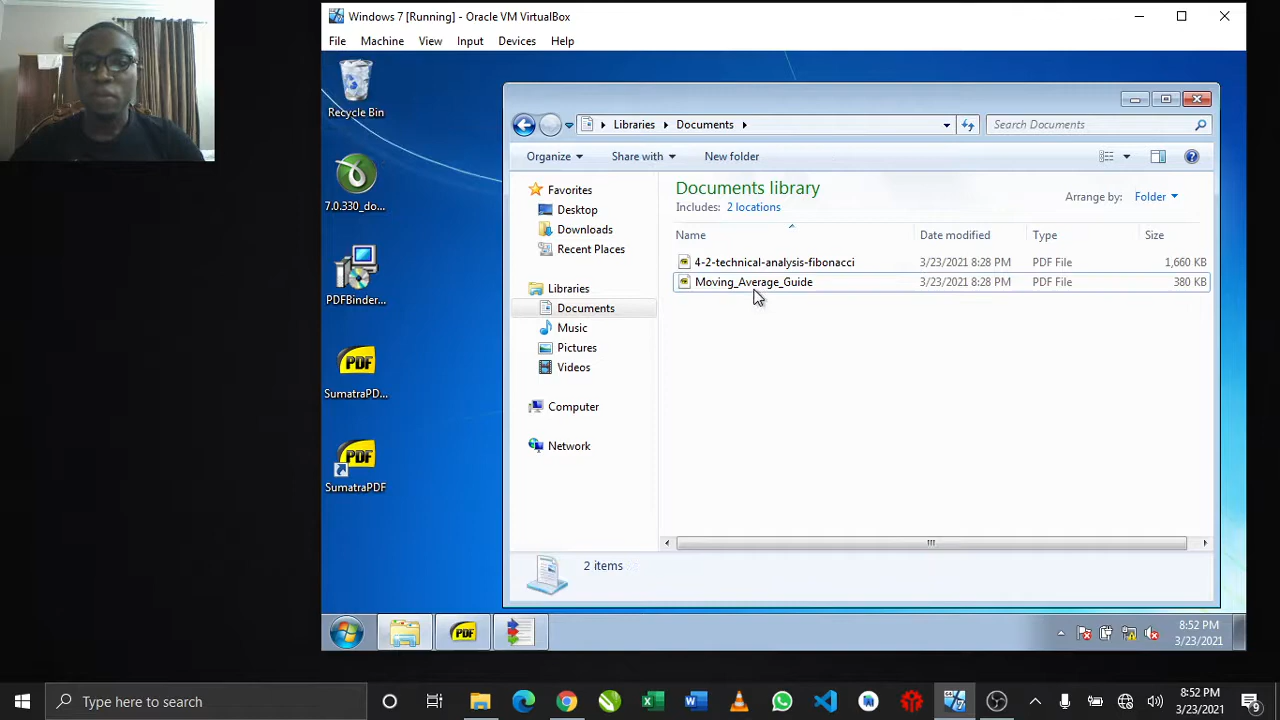 Windows 7 [Running] - Oracle VM VirtualBox
File Machine View Input Devices Help
Recycle Bin
7.0.330_do...
PDFBinder...
PDF
SumatraPD...
PDF
SumatraPDF
Libraries Documents
Search Documents
Organize Share with New folder
Documents library
Includes: 2 locations
Arrange by: Folder
Name Date modified Type Size
4-2-technical-analysis-fibonacci 3/23/2021 8:28 PM PDF File 1,660 KB
Moving_Average_Guide 3/23/2021 8:28 PM PDF File 380 KB
Favorites
Desktop
Downloads
Recent Places
Libraries
Documents
Music
Pictures
Videos
Computer
Network
2 items
PDF
8:52 PM
3/23/2021
Type here to search
8:52 PM
3/23/2021
9